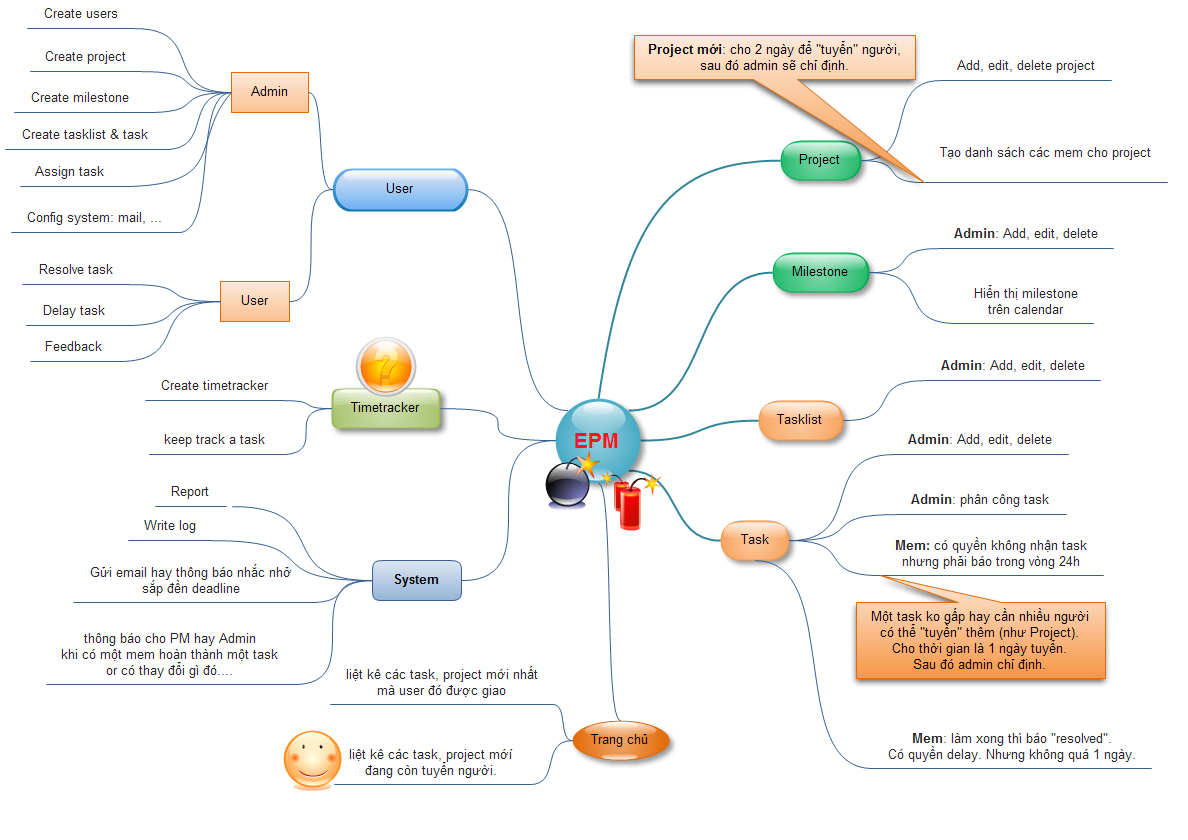 Create users
Create project
Create milestone
Create tasklist & task
Assign task
Config system: mail, ...
Admin
User
Resolve task
Delay task
Feedback
User
Create timetracker
keep track a task
Timetracker
?
Report
Write log
Gửi email hay thông báo nhắc nhở
sắp đền deadline
thông báo cho PM hay Admin
khi có một mem hoàn thành một task
or có thay đổi gì đó....
System
EPM
liệt kê các task, project mới nhất
mà user đó được giao
liệt kê các task, project mới
đang còn tuyển người.
Trang chủ
Project mới: cho 2 ngày để "tuyển" người,
sau đó admin sẽ chỉ định.
Project
Add, edit, delete project
Tạo danh sách các mem cho project
Milestone
Admin: Add, edit, delete
Hiển thị milestone
trên calendar
Tasklist
Admin: Add, edit, delete
Task
Admin: Add, edit, delete
Admin: phân công task
Mem: có quyền không nhận task
nhưng phải báo trong vòng 24h
Một task ko gấp hay cần nhiều người
có thể "tuyển" thêm (như Project).
Cho thời gian là 1 ngày tuyển.
Sau đó admin chỉ định.
Mem: làm xong thì báo "resolved".
Có quyền delay. Nhưng không quá 1 ngày.